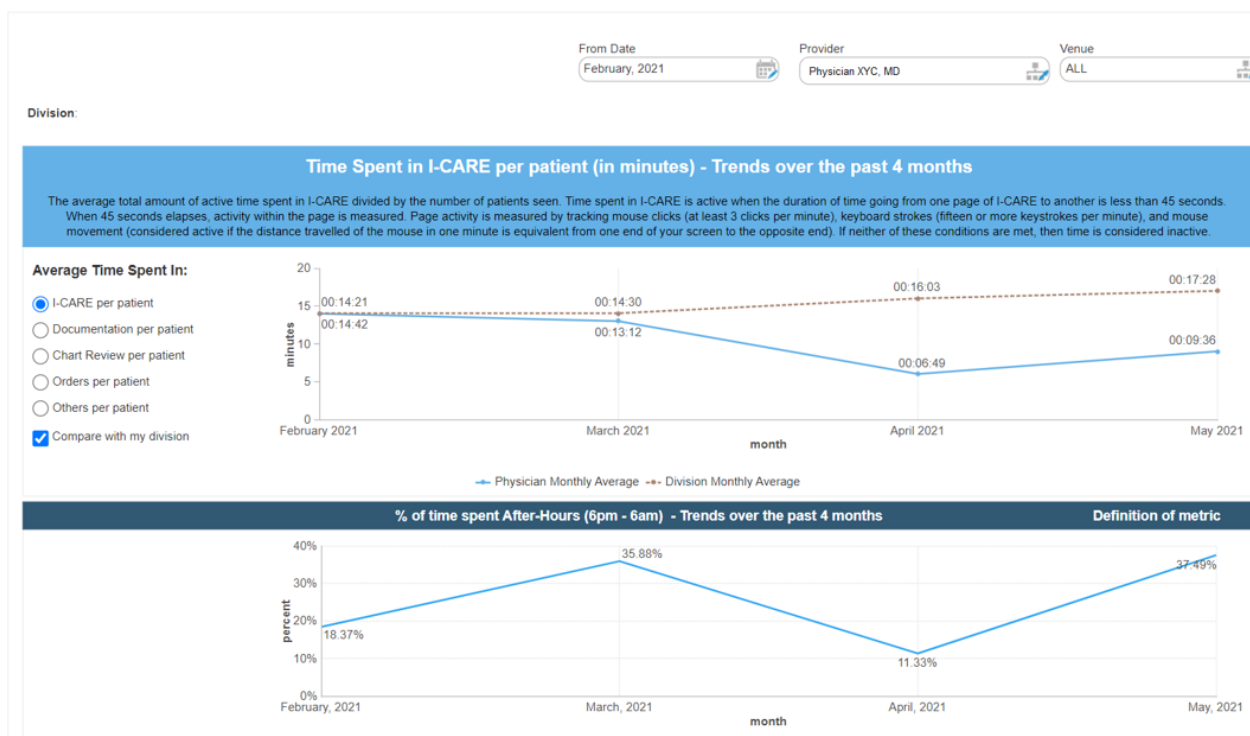 From Date
Provider
Venue
February, 2021
Physician XYC, MD
ALL
Division:
Time Spent in I-CARE per patient (in minutes) - Trends over the past 4 months
The average total amount of active time spent in I-CARE divided by the number of patients seen. Time spent in I-CARE is active when the duration of time going from one page of I-CARE to another is less than 45 seconds.
When 45 seconds elapses, activity within the page is measured. Page activity is measured by tracking mouse clicks (at least 3 clicks per minute), keyboard strokes (fifteen or more keystrokes per minute), and mouse
movement (considered active if the distance travelled of the mouse in one minute is equivalent from one end of your screen to the opposite end). If neither of these conditions are met, then time is considered inactive.
Average Time Spent In:
I-CARE per patient
Documentation per patient
Chart Review per patient
Orders per patient
Others per patient
Compare with my division
minutes
20
15
10
5
0
00:14:21
00:14:42
00:14:30
00:13:12
00:16:03
00:06:49
00:17:28
00:09:36
February 2021
March 2021
April 2021
May 2021
month
Physician Monthly Average
Division Monthly Average
% of time spent After-Hours (6pm - 6am) - Trends over the past 4 months
Definition of metric
percent
40%
30%
20%
10%
0%
18.37%
35.88%
11.33%
37.49%
February, 2021
March, 2021
April, 2021
May, 2021
month